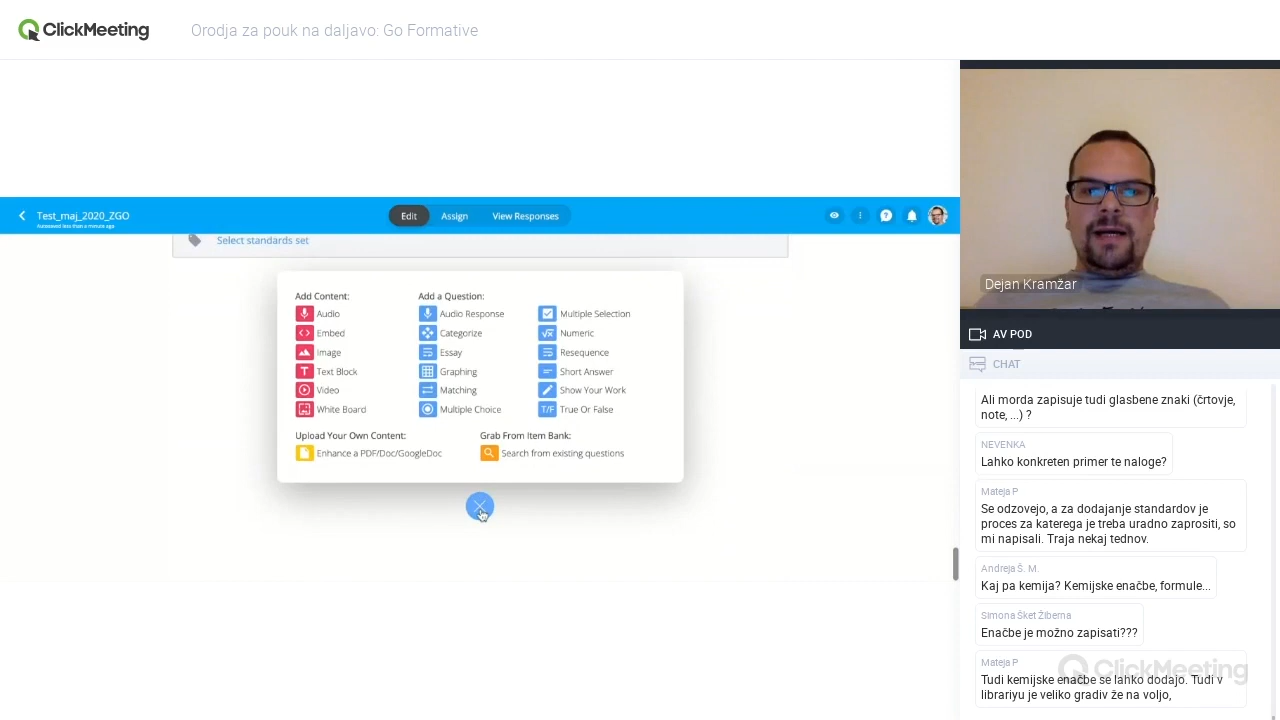 ClickMeeting
Orodja za pouk na daljavo: Go Formative
Test_maj_2020_ZGO
Autosaved less than a minute ago
Edit
Assign
View Responses
Select standards set
Add Content:
Audio
Embed
Image
Text Block
Video
White Board
Add a Question:
Audio Response
Categorize
Essay
Graphing
Matching
Multiple Choice
Multiple Selection
Numeric
Resequence
Short Answer
Show Your Work
T/F True Or False
Upload Your Own Content:
Enhance a PDF/Doc/GoogleDoc
Grab From Item Bank:
Search from existing questions
Dejan Kramžar
AV POD
CHAT
Ali morda zapisuje tudi glasbene znaki (črtovje,
note, ...) ?
NEVENKA
Lahko konkreten primer te naloge?
Mateja P
Se odzovejo, a za dodajanje standardov je
proces za katerega je treba uradno zaprositi, so
mi napisali. Traja nekaj tednov.
Andreja Š. M.
Kaj pa kemija? Kemijske enačbe, formule...
Simona Šket Žiberna
Enačbe je možno zapisati???
Mateja P
Tudi kemijske enačbe se lahko dodajo. Tudi v
librariyu je veliko gradiv že na voljo,
ClickMeeting